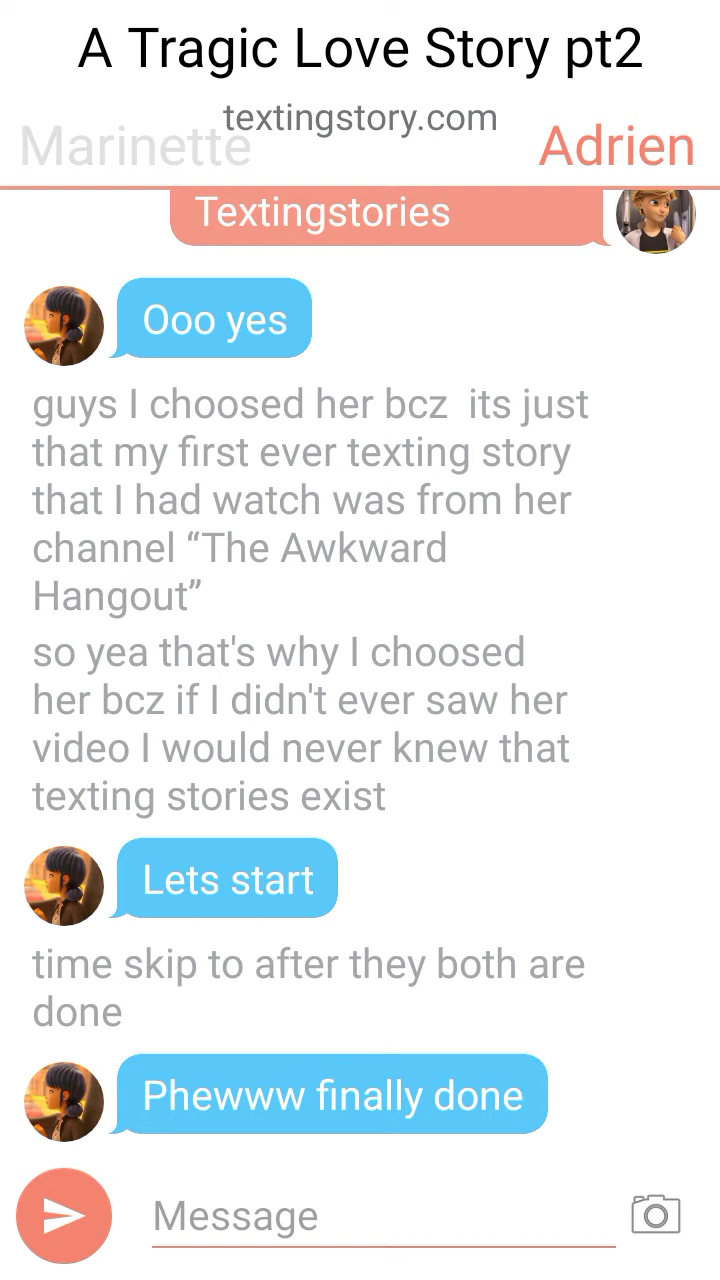 A Tragic Love Story pt2
textingstory.com
Marinette
Adrien
Textingstories
Ooo yes
guys I choosed her bcz  its just
that my first ever texting story
that I had watch was from her
channel “The Awkward
Hangout”
so yea that's why I choosed
her bcz if I didn't ever saw her
video I would never knew that
texting stories exist
Lets start
time skip to after they both are
done
Phewww finally done
Message